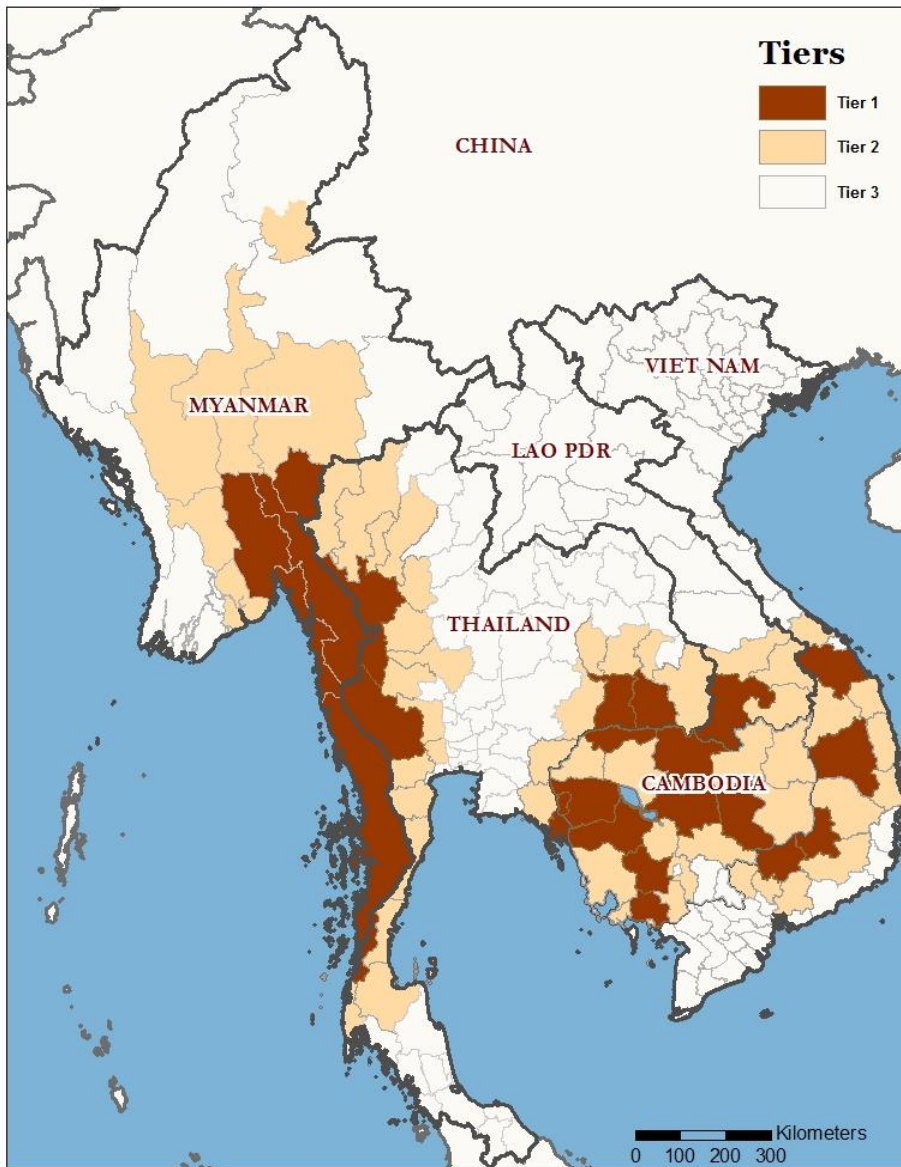 Tiers
Tier 1
Tier 2
Tier 3
CHINA
VIET NAM
MYANMAR
LAO PDR
THAILAND
CAMBODIA
Kilometers
0 100 200 300